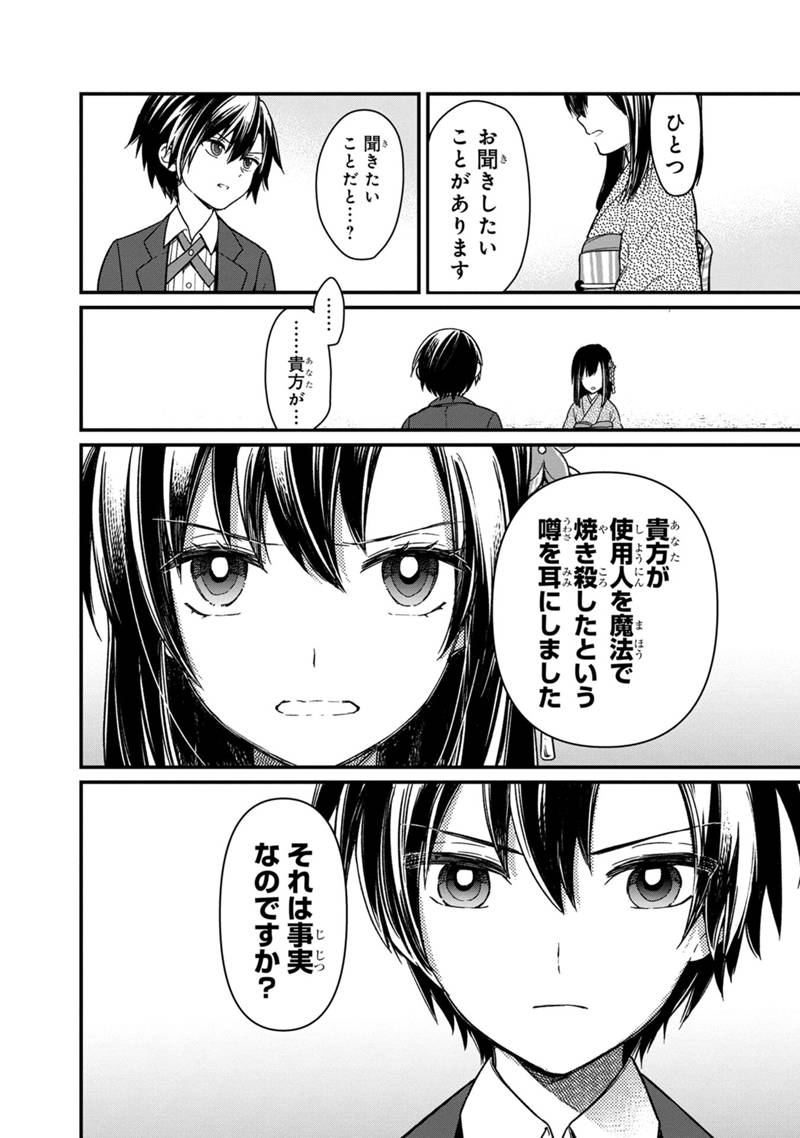 ひとつ
お聞きしたい
ことがあります
聞きたい
ことだと…?
……
……貴方が…
貴方が
使用人を魔法で
焼き殺したという
噂を耳にしました
それは事実
なのですか?